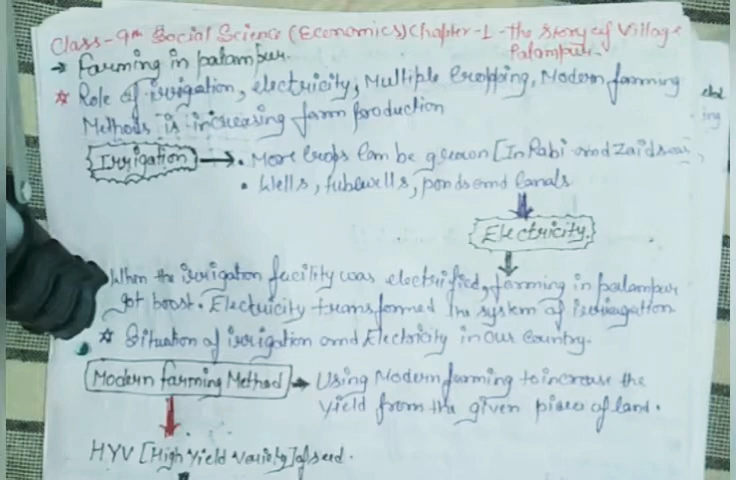 Class-9th Social Science (Economics) Chapter-1 - the Story of Village
Palampur.
→ Farming in palampur.
☆ Role of irrigation, electricity, Multiple Cropping, Modern farming
Methods is increasing farm production
Irrigation → • More Crops Can be grown [In Rabi and Zaid
• Wells, tubewells, ponds and Canals
Electricity.
When the irrigation facility was electrified, farming in palampur
got boost. Electricity transformed the system of irrigation
☆ Situation of irrigation and Electricity in our Country.
Modern farming Method → Using Modern farming to increase the
yield from the given piece of land.
HYV [High Yield Variety] of seed.